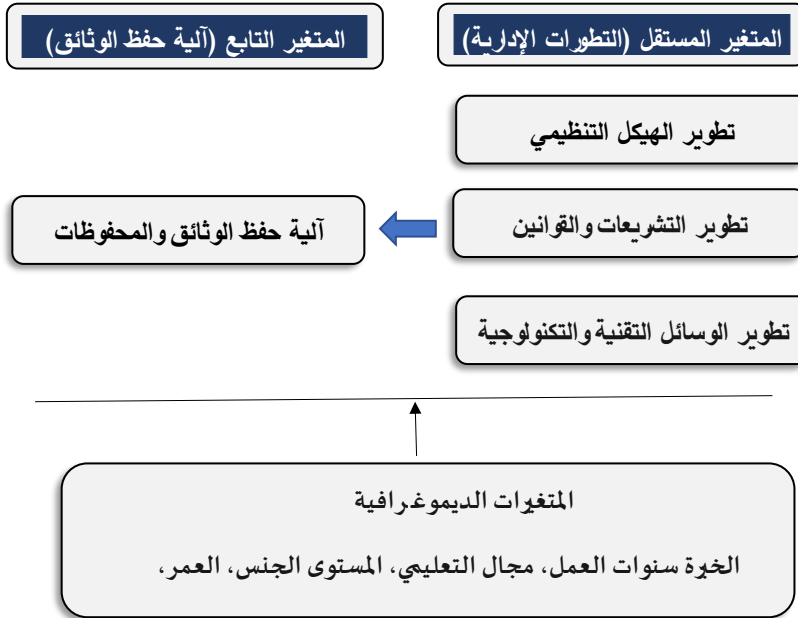 المتغير المستقل (التطورات الإدارية)
المتغير التابع (آلية حفظ الوثائق)
تطوير الهيكل التنظيمي
تطوير التشريعات والقوانين
آلية حفظ الوثائق والمحفوظات
تطوير الوسائل التقنية والتكنولوجية
المتغيرات الديموغرافية
الخبرة سنوات العمل، مجال التعليمي، المستوى الجنس، العمر،